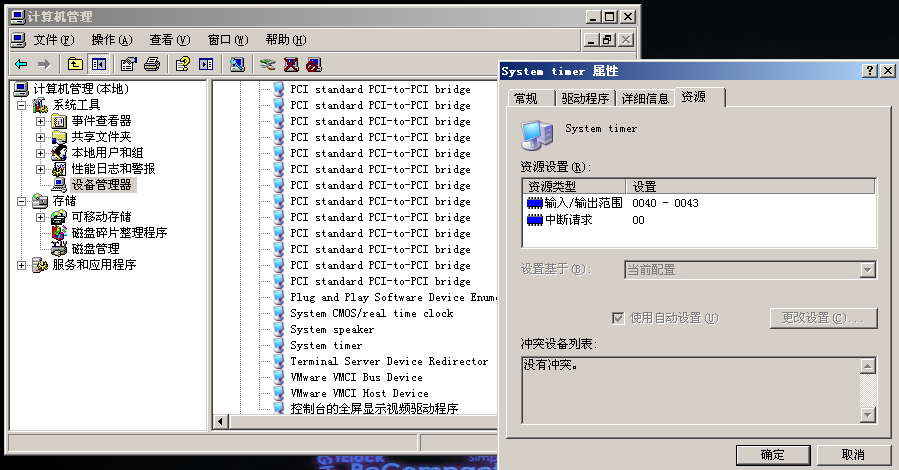 计算机管理
文件(F) 操作(A) 查看(V) 窗口(W) 帮助(H)
计算机管理(本地)
系统工具
事件查看器
共享文件夹
本地用户和组
性能日志和警报
设备管理器
存储
可移动存储
磁盘碎片整理程序
磁盘管理
服务和应用程序
PCI standard PCI-to-PCI bridge
PCI standard PCI-to-PCI bridge
PCI standard PCI-to-PCI bridge
PCI standard PCI-to-PCI bridge
PCI standard PCI-to-PCI bridge
PCI standard PCI-to-PCI bridge
PCI standard PCI-to-PCI bridge
PCI standard PCI-to-PCI bridge
PCI standard PCI-to-PCI bridge
PCI standard PCI-to-PCI bridge
PCI standard PCI-to-PCI bridge
PCI standard PCI-to-PCI bridge
PCI standard PCI-to-PCI bridge
Plug and Play Software Device Enum
System CMOS/real time clock
System speaker
System timer
Terminal Server Device Redirector
VMware VMCI Bus Device
VMware VMCI Host Device
控制台的全屏显示视频驱动程序
System timer 属性
常规 驱动程序 详细信息 资源
System timer
资源设置(R):
资源类型 设置
输入/输出范围 0040 - 0043
中断请求 00
设置基于(B): 当前配置
使用自动设置(U) 更改设置(C)...
冲突设备列表:
没有冲突。
确定 取消